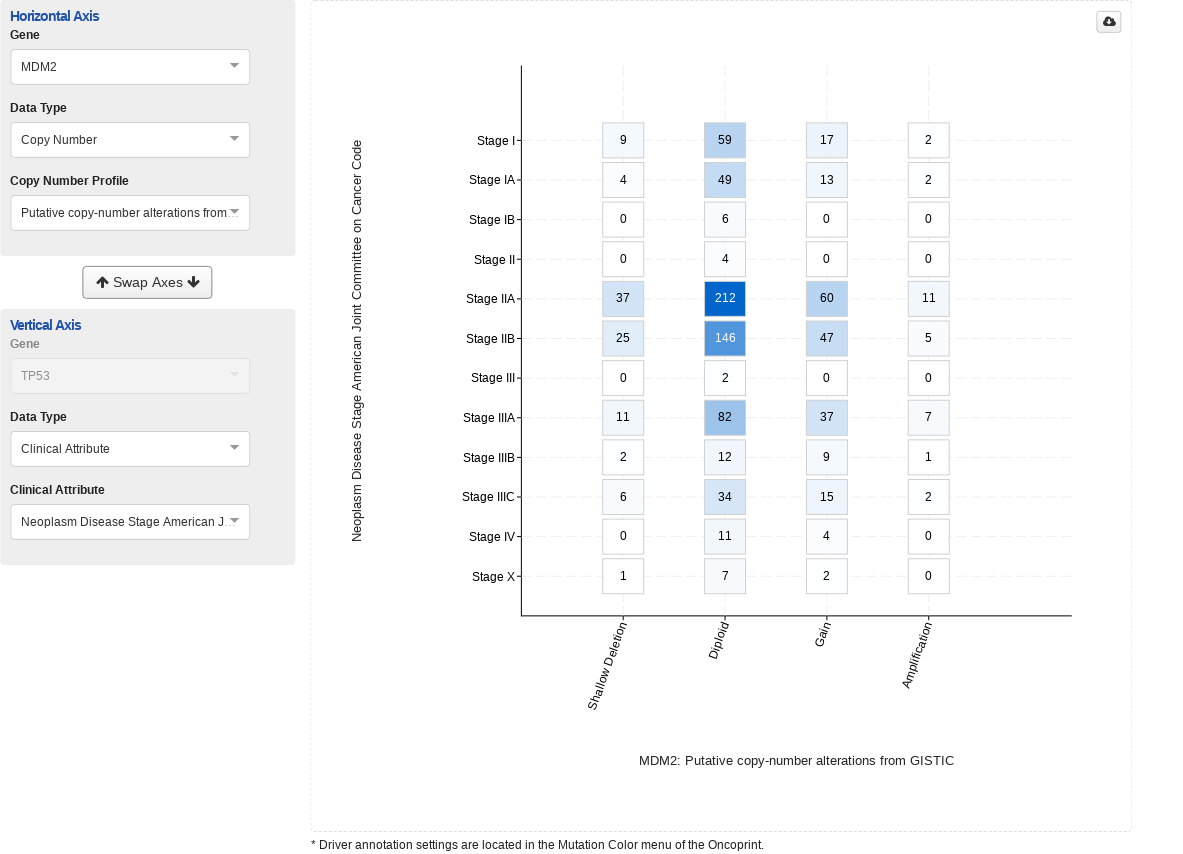 Horizontal Axis
Gene
MDM2
Data Type
Copy Number
Copy Number Profile
Putative copy-number alterations from...
Swap Axes
Vertical Axis
Gene
TP53
Data Type
Clinical Attribute
Clinical Attribute
Neoplasm Disease Stage American J...
Neoplasm Disease Stage American Joint Committee on Cancer Code
Stage I 9 59 17 2
Stage IA 4 49 13 2
Stage IB 0 6 0 0
Stage II 0 4 0 0
Stage IIA 37 212 60 11
Stage IIB 25 146 47 5
Stage III 0 2 0 0
Stage IIIA 11 82 37 7
Stage IIIB 2 12 9 1
Stage IIIC 6 34 15 2
Stage IV 0 11 4 0
Stage X 1 7 2 0
Shallow Deletion
Diploid
Gain
Amplification
MDM2: Putative copy-number alterations from GISTIC
* Driver annotation settings are located in the Mutation Color menu of the Oncoprint.